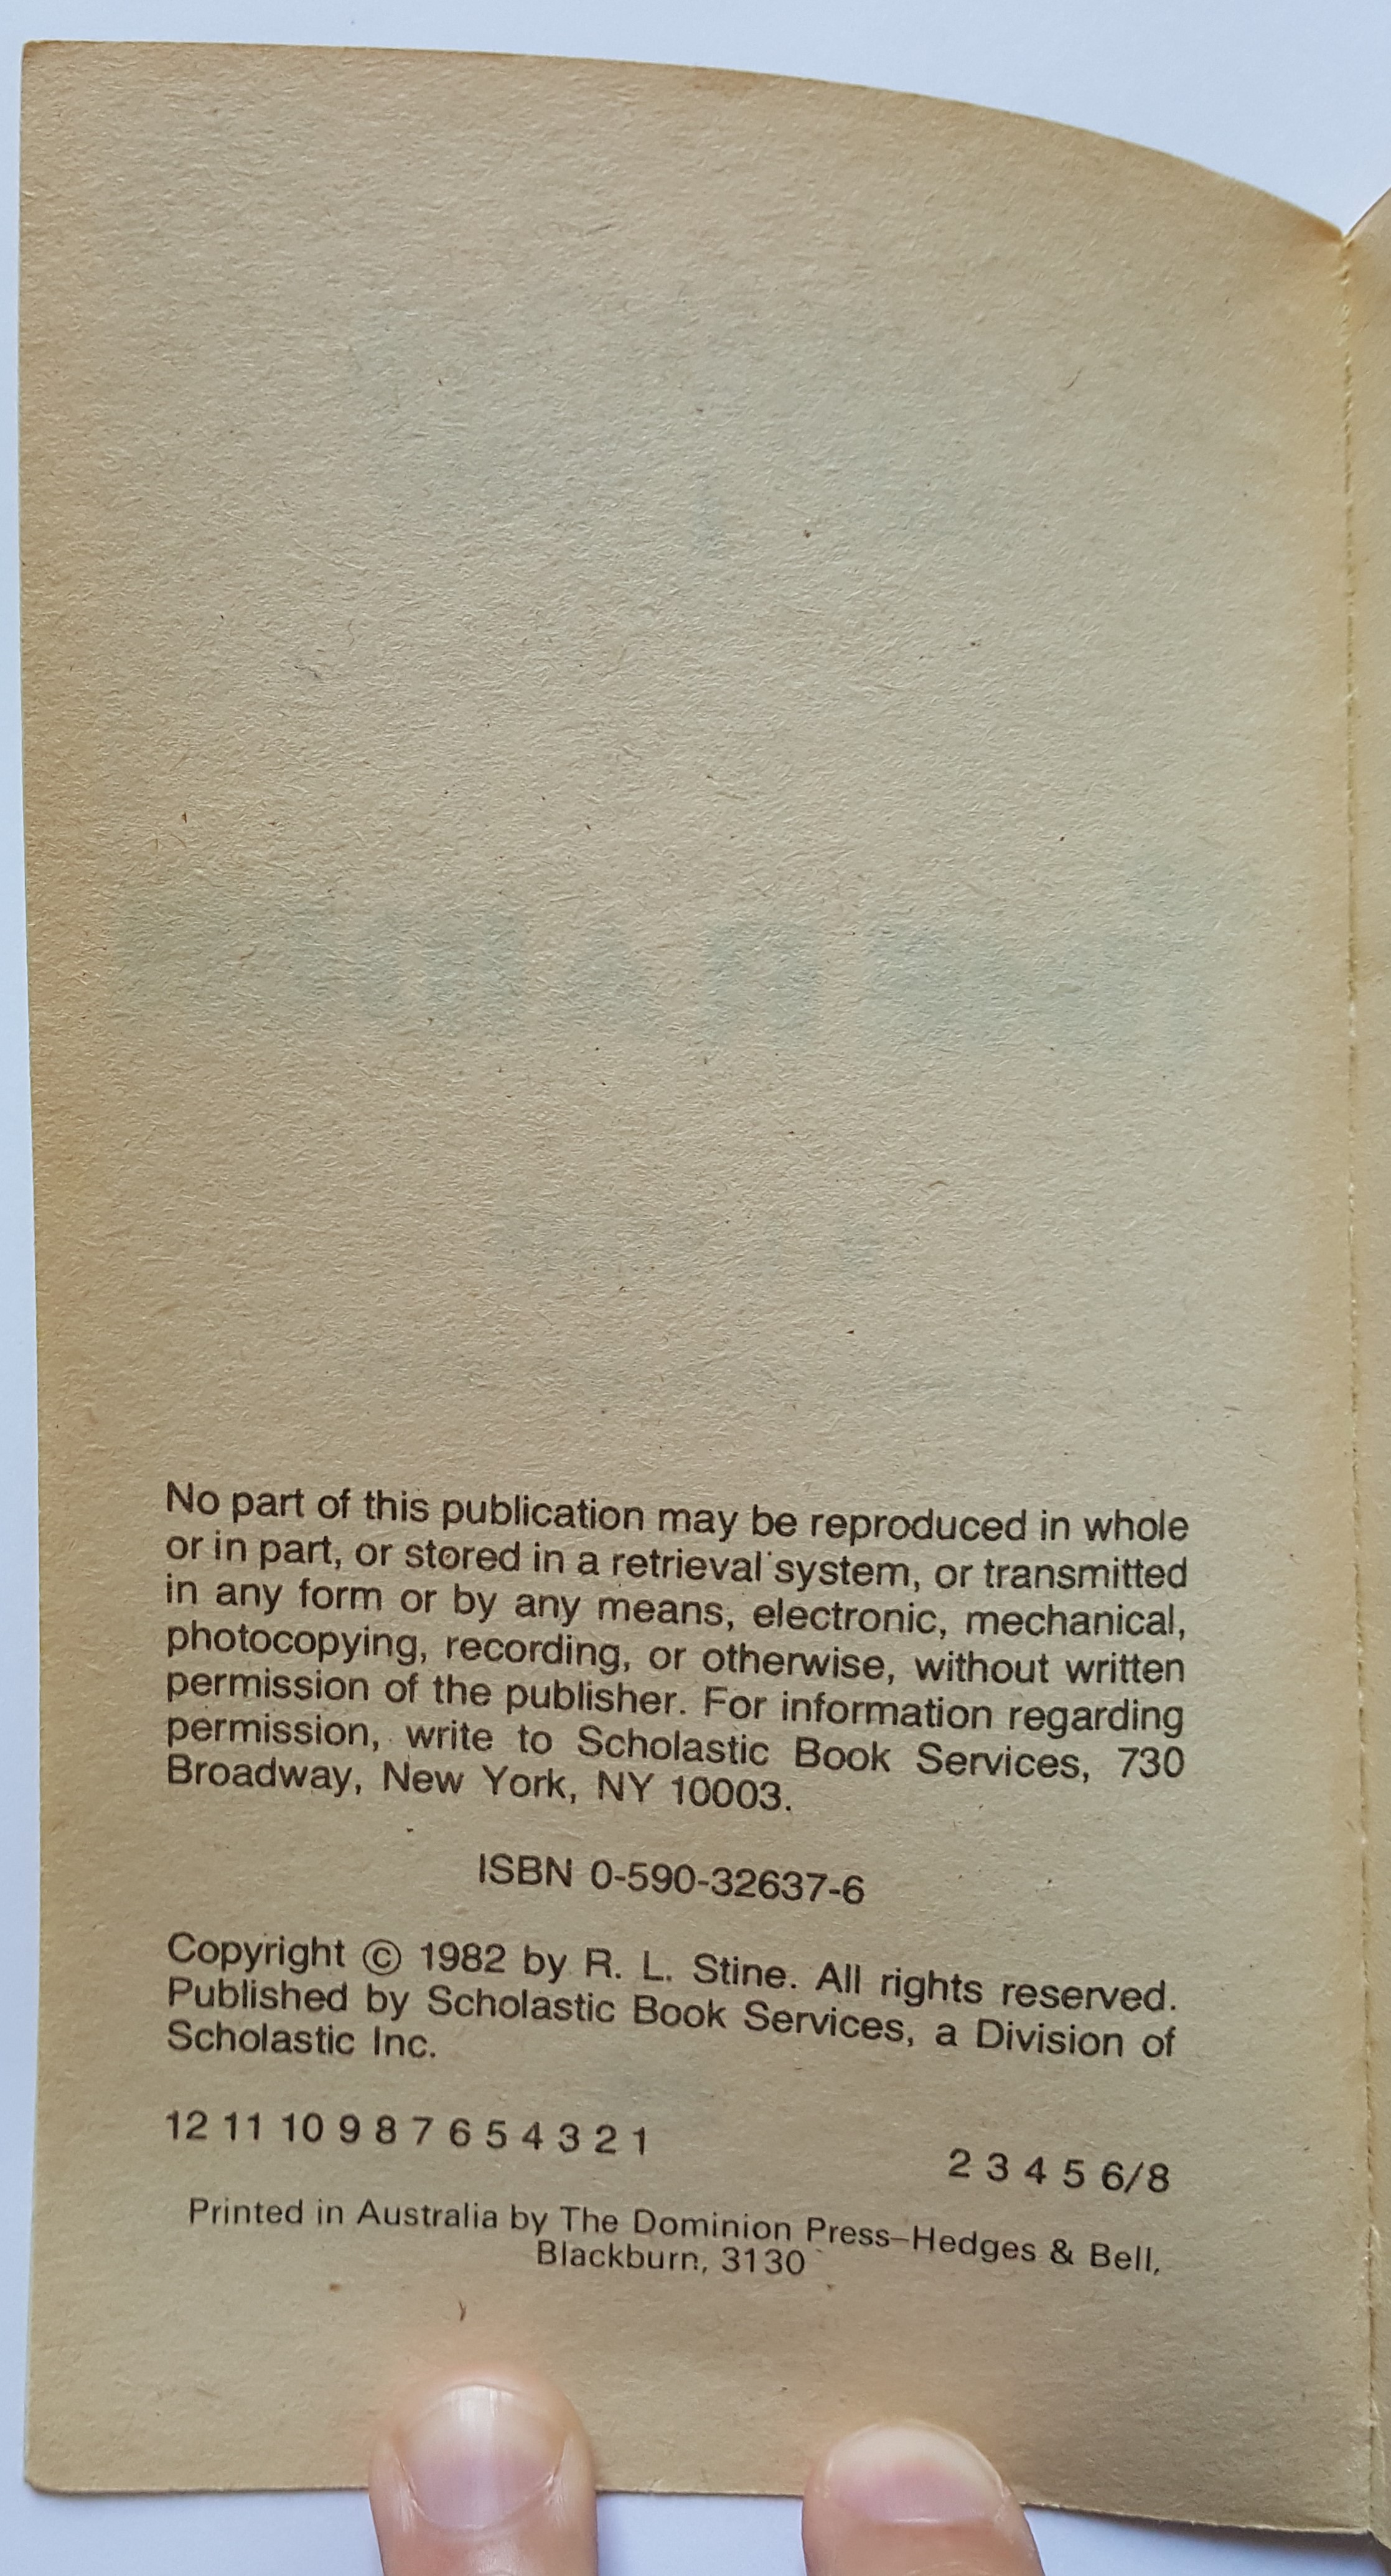 No part of this publication may be reproduced in whole
or in part, or stored in a retrieval system, or transmitted
in any form or by any means, electronic, mechanical,
photocopying, recording, or otherwise, without written
permission of the publisher. For information regarding
permission, write to Scholastic Book Services, 730
Broadway, New York, NY 10003.
ISBN 0-590-32637-6
Copyright © 1982 by R. L. Stine. All rights reserved.
Published by Scholastic Book Services, a Division of
Scholastic Inc.
12 11 10 9 8 7 6 5 4 3 2 1 2 3 4 5 6/8
Printed in Australia by The Dominion Press–Hedges & Bell,
Blackburn, 3130